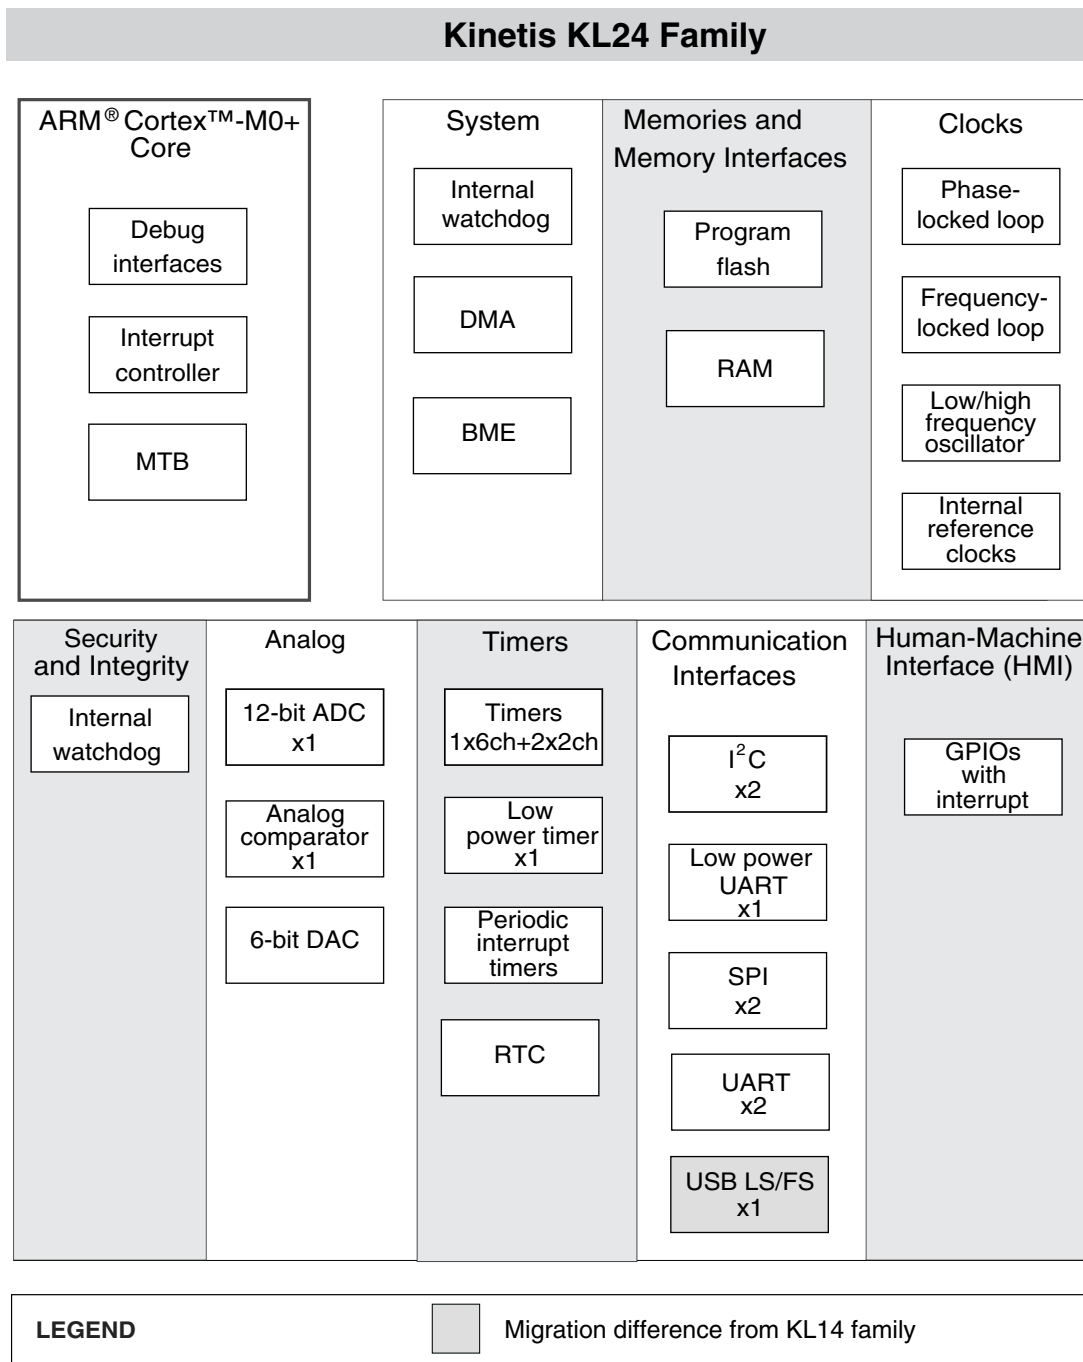 Kinetis KL24 Family
ARM® Cortex™-M0+
Core
Debug
interfaces
Interrupt
controller
MTB
System
Internal
watchdog
DMA
BME
Memories and
Memory Interfaces
Program
flash
RAM
Clocks
Phase-
locked loop
Frequency-
locked loop
Low/high
frequency
oscillator
Internal
reference
clocks
Security
and Integrity
Internal
watchdog
Analog
12-bit ADC
x1
Analog
comparator
x1
6-bit DAC
Timers
Timers
1x6ch+2x2ch
Low
power timer
x1
Periodic
interrupt
timers
RTC
Communication
Interfaces
I²C
x2
Low power
UART
x1
SPI
x2
UART
x2
USB LS/FS
x1
Human-Machine
Interface (HMI)
GPIOs
with
interrupt
LEGEND
Migration difference from KL14 family